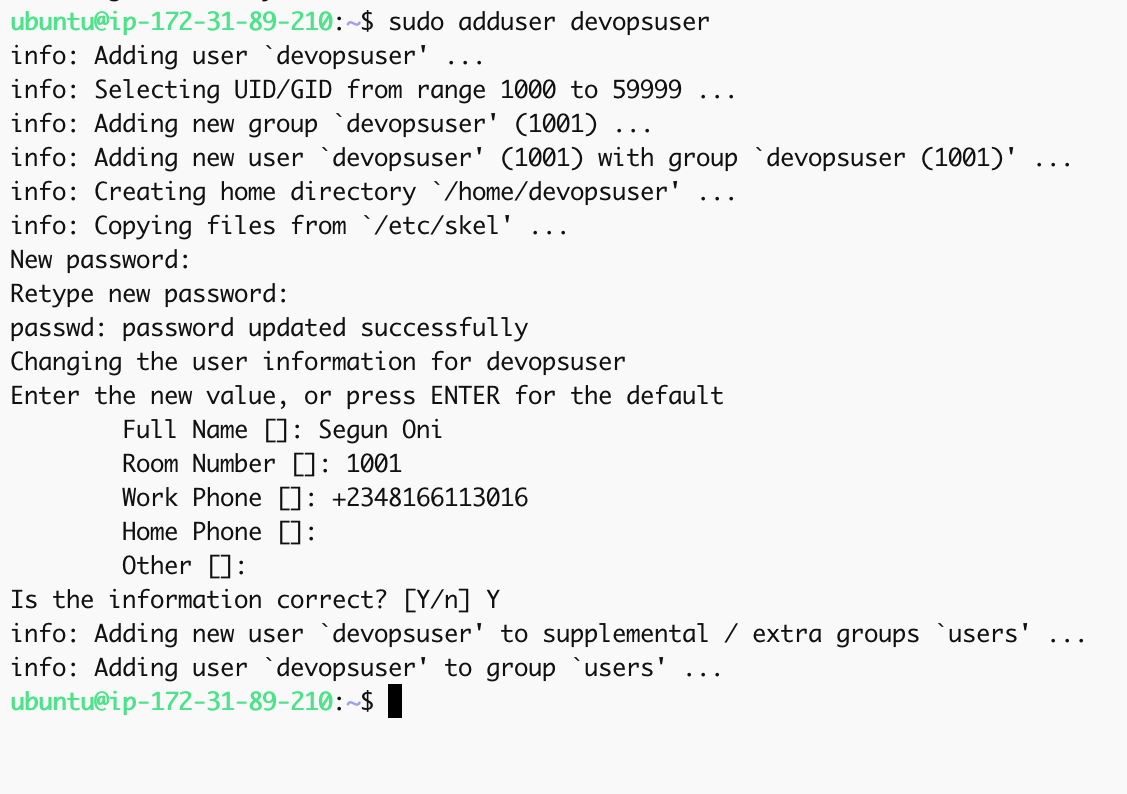 ubuntu@ip-172-31-89-210:~$ sudo adduser devopsuser
info: Adding user `devopsuser' ...
info: Selecting UID/GID from range 1000 to 59999 ...
info: Adding new group `devopsuser' (1001) ...
info: Adding new user `devopsuser' (1001) with group `devopsuser (1001)' ...
info: Creating home directory `/home/devopsuser' ...
info: Copying files from `/etc/skel' ...
New password:
Retype new password:
passwd: password updated successfully
Changing the user information for devopsuser
Enter the new value, or press ENTER for the default
        Full Name []: Segun Oni
        Room Number []: 1001
        Work Phone []: +2348166113016
        Home Phone []:
        Other []:
Is the information correct? [Y/n] Y
info: Adding new user `devopsuser' to supplemental / extra groups `users' ...
info: Adding user `devopsuser' to group `users' ...
ubuntu@ip-172-31-89-210:~$